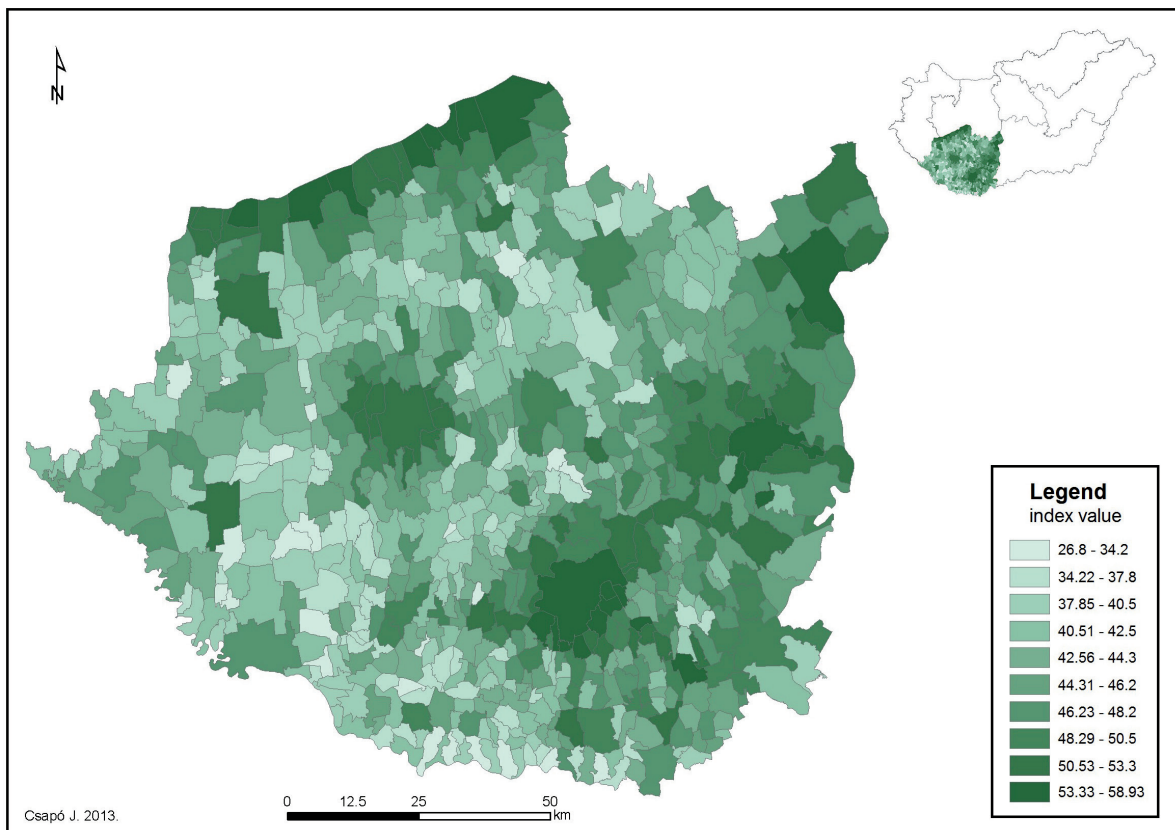 N
Legend
index value
26.8 - 34.2
34.22 - 37.8
37.85 - 40.5
40.51 - 42.5
42.56 - 44.3
44.31 - 46.2
46.23 - 48.2
48.29 - 50.5
50.53 - 53.3
53.33 - 58.93
Csapó J. 2013.
0 12.5 25 50
km